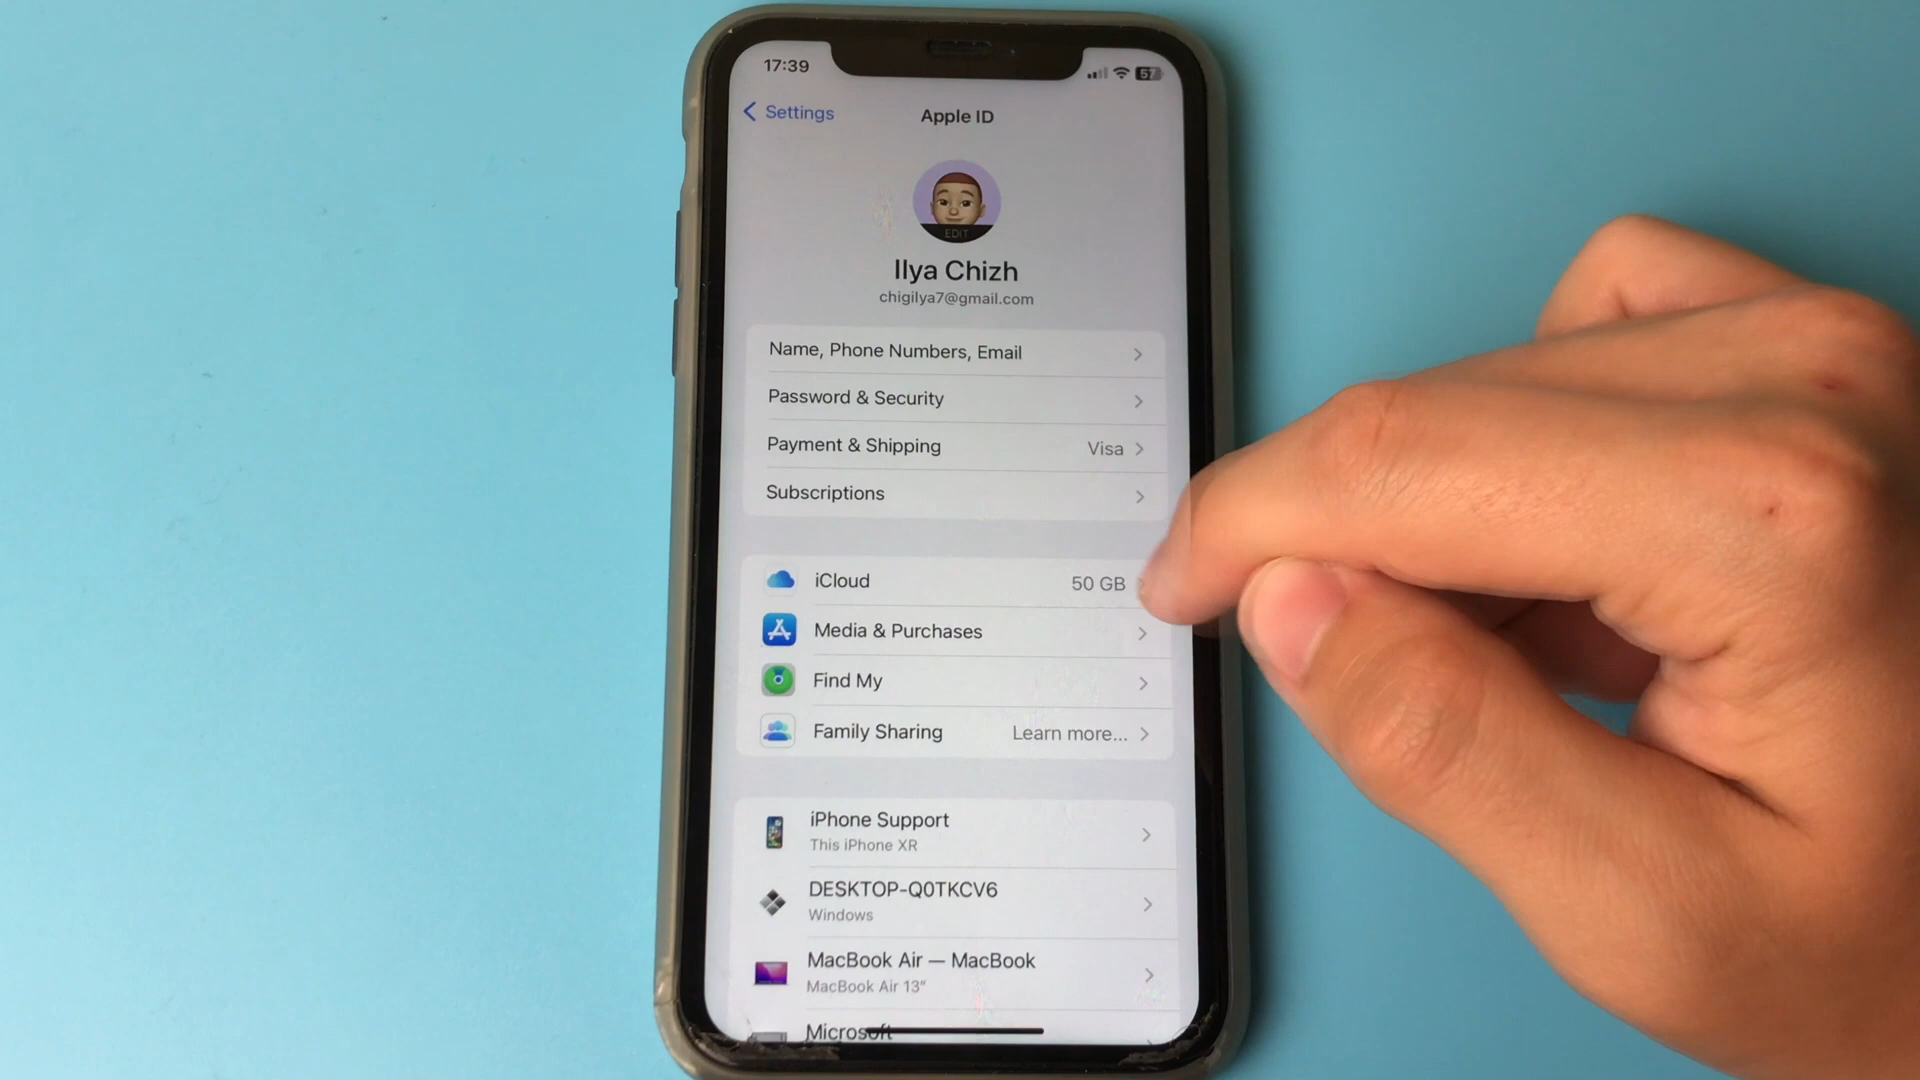 17:39
57
Settings
Apple ID
EDIT
Ilya Chizh
chigilya7@gmail.com
Name, Phone Numbers, Email
Password & Security
Payment & Shipping Visa
Subscriptions
iCloud 50 GB
Media & Purchases
Find My
Family Sharing Learn more...
iPhone Support
This iPhone XR
DESKTOP-Q0TKCV6
Windows
MacBook Air — MacBook
MacBook Air 13"
Microsoft